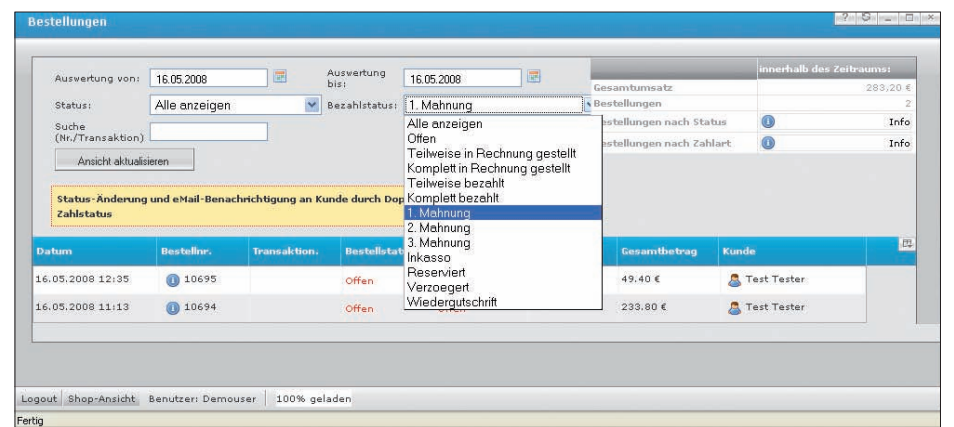 Bestellungen
Auswertung von: 16.05.2008 Auswertung bis: 16.05.2008
innerhalb des Zeitraums:
Gesamtumsatz 283,20 €
Status: Alle anzeigen Bezahlstatus: 1. Mahnung
Bestellungen 2
Suche (Nr./Transaktion)
estellungen nach Status Info
estellungen nach Zahlart Info
Ansicht aktualisieren
Alle anzeigen
Offen
Teilweise in Rechnung gestellt
Komplett in Rechnung gestellt
Teilweise bezahlt
Komplett bezahlt
1. Mahnung
2. Mahnung
3. Mahnung
Inkasso
Reserviert
Verzoegert
Wiedergutschrift
Status-Änderung und eMail-Benachrichtigung an Kunde durch Dop
Zahlstatus
Datum Bestellnr. Transaktion. Bestellstat Gesamtbetrag Kunde
16.05.2008 12:35 10695 Offen 49.40 € Test Tester
16.05.2008 11:13 10694 Offen 233.80 € Test Tester
Logout Shop-Ansicht Benutzer: Demouser 100% geladen
Fertig